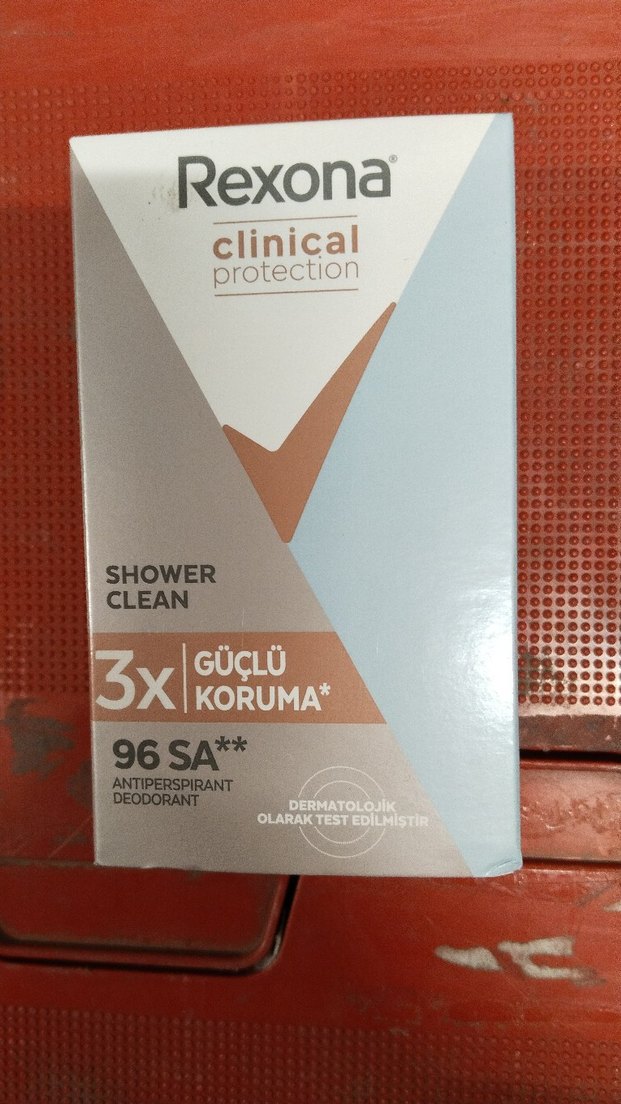 Rexona®
clinical
protection
SHOWER
CLEAN
3x
GÜÇLÜ
KORUMA*
96 SA**
ANTIPERSPIRANT
DEODORANT
DERMATOLOJİK
OLARAK TEST EDİLMİŞTİR